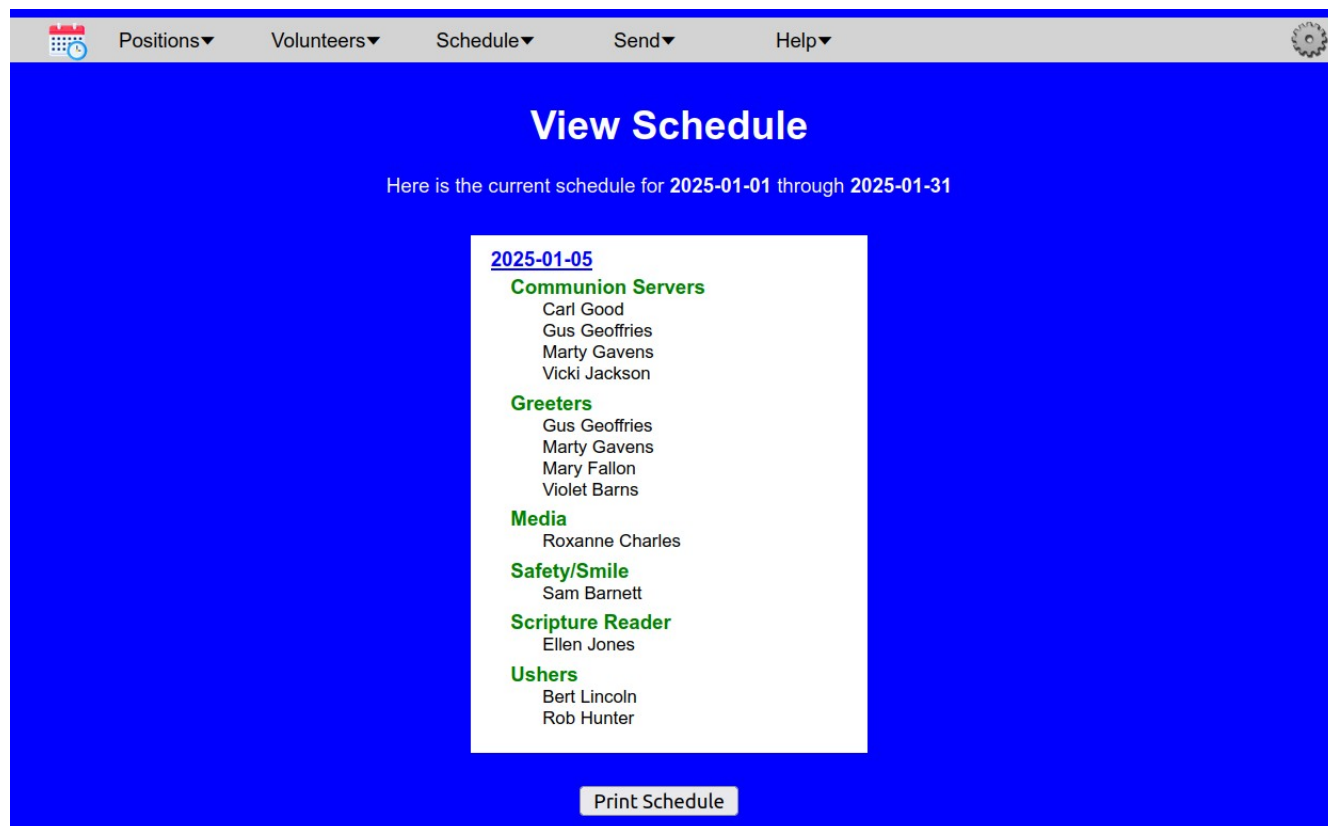 Positions▼ Volunteers▼ Schedule▼ Send▼ Help▼
View Schedule
Here is the current schedule for 2025-01-01 through 2025-01-31
2025-01-05
Communion Servers
Carl Good
Gus Geoffries
Marty Gavens
Vicki Jackson
Greeters
Gus Geoffries
Marty Gavens
Mary Fallon
Violet Barns
Media
Roxanne Charles
Safety/Smile
Sam Barnett
Scripture Reader
Ellen Jones
Ushers
Bert Lincoln
Rob Hunter
Print Schedule